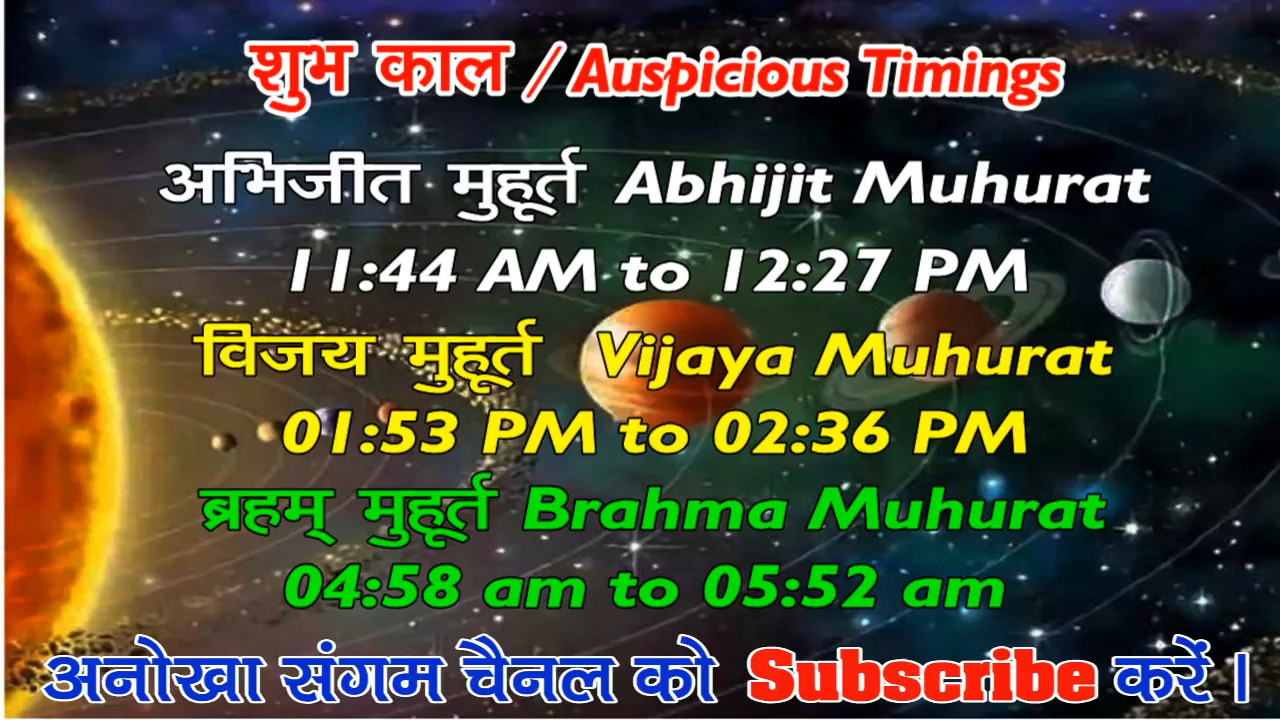 शुभ काल / Auspicious Timings
अभिजीत मुहूर्त Abhijit Muhurat
11:44 AM to 12:27 PM
विजय मुहूर्त Vijaya Muhurat
01:53 PM to 02:36 PM
ब्रहम् मुहूर्त Brahma Muhurat
04:58 am to 05:52 am
अनोखा संगम चैनल को Subscribe करें |